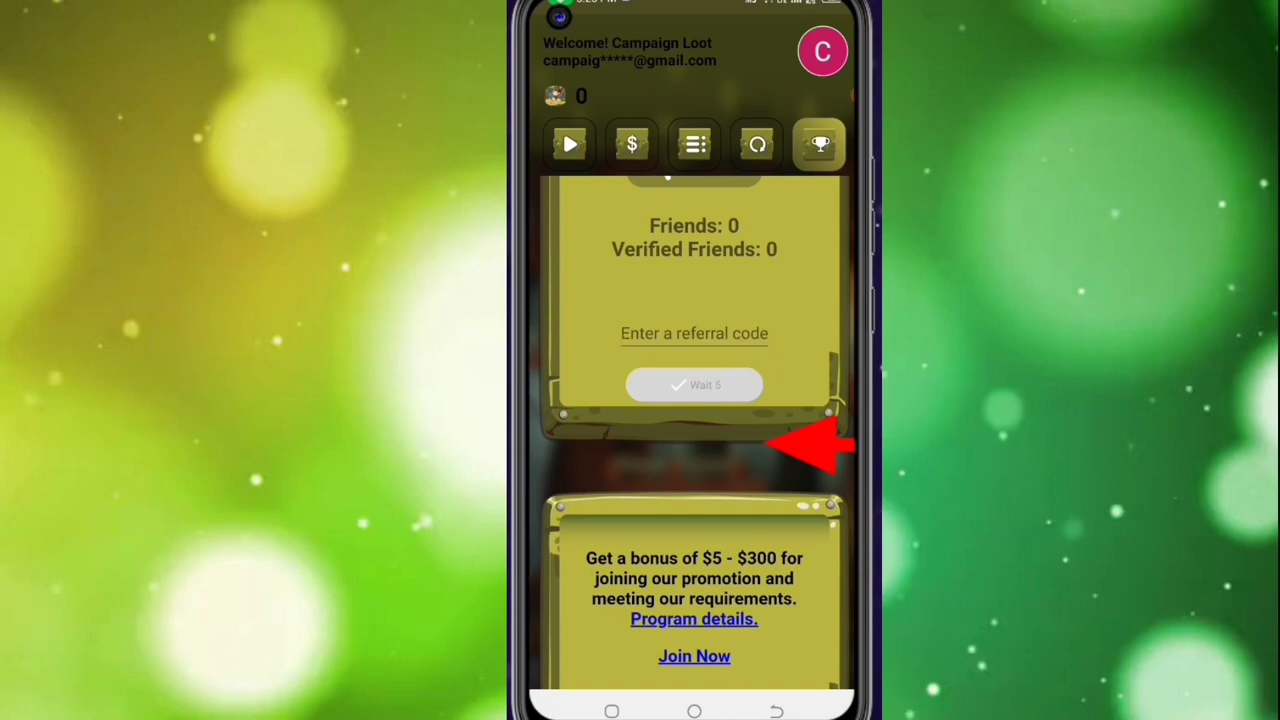 Welcome! Campaign Loot
campaig*****@gmail.com
C
0
$
Friends: 0
Verified Friends: 0
Enter a referral code
Wait 5
Get a bonus of $5 - $300 for
joining our promotion and
meeting our requirements.
Program details.
Join Now